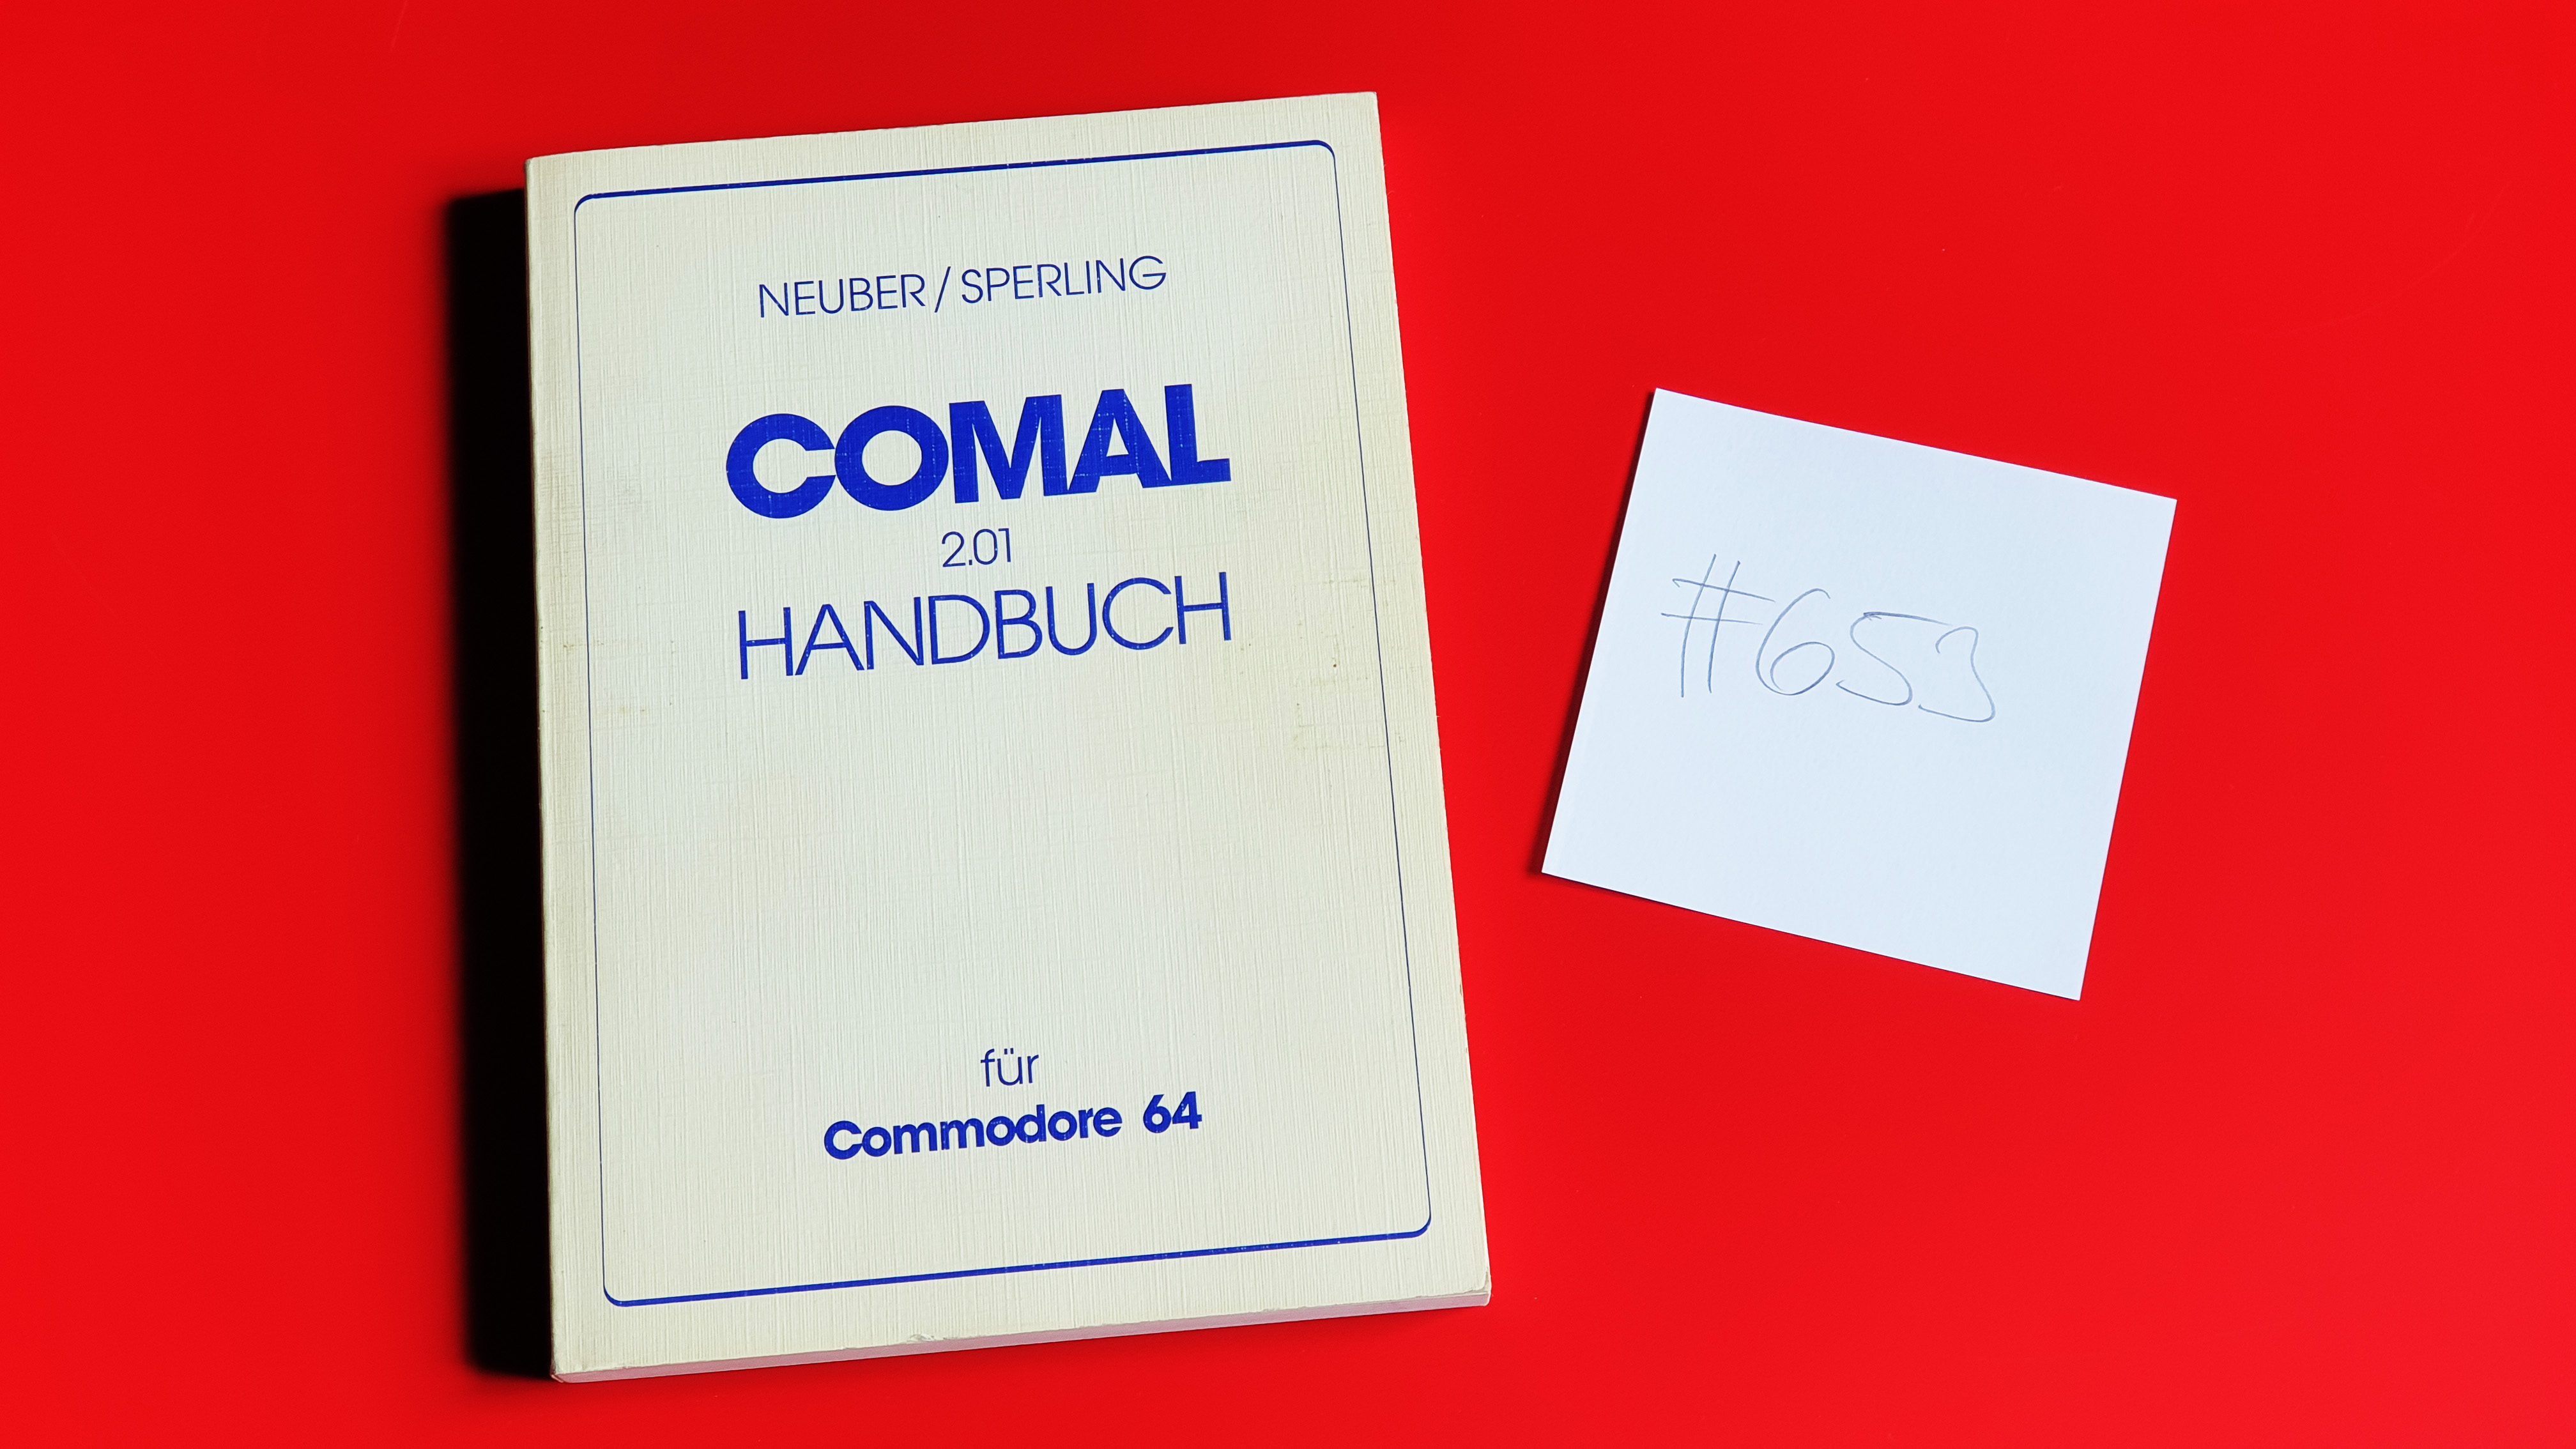 NEUBER/SPERLING
COMAL
2.01
HANDBUCH
für
Commodore 64
#653